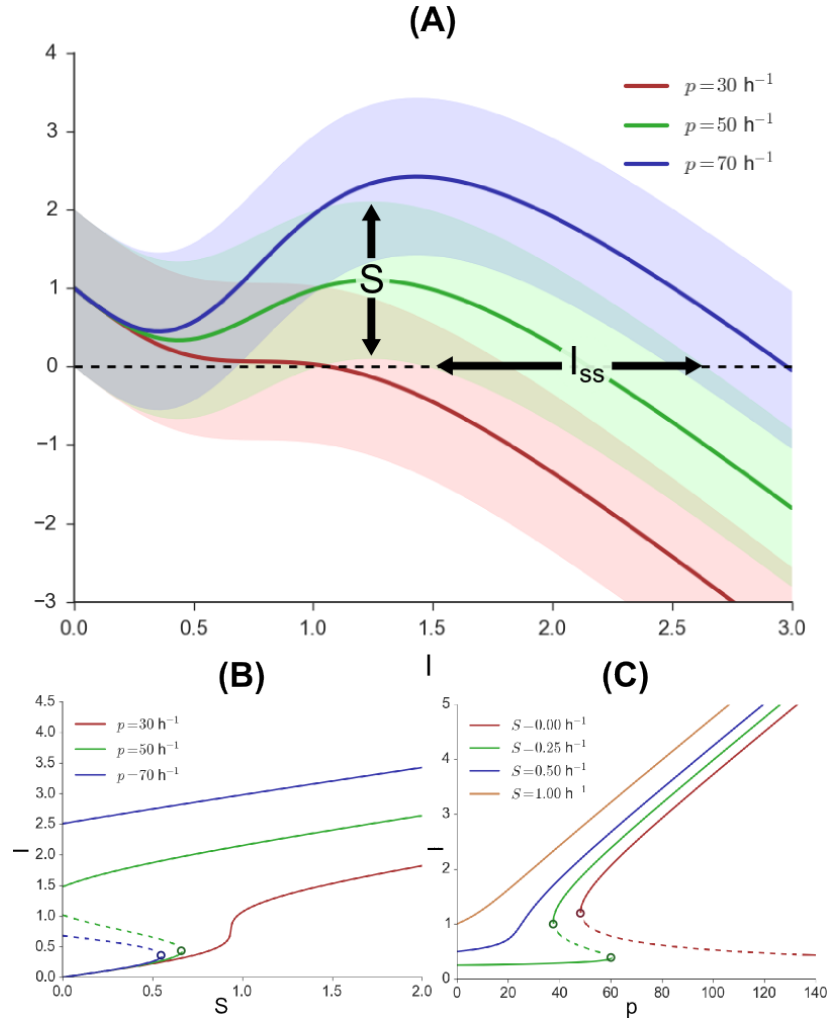 (A)
4
3
2
1
0
−1
−2
−3
p = 30 h⁻¹
p = 50 h⁻¹
p = 70 h⁻¹
S
Iss
0.0 0.5 1.0 1.5 2.0 2.5 3.0
I
(B)
4.5
4.0
3.5
3.0
2.5
2.0
1.5
1.0
0.5
0.0
I
p = 30 h⁻¹
p = 50 h⁻¹
p − 70 h⁻¹
0.0 0.5 1.0 1.5 2.0
S
(C)
5
4
3
2
1
0
I
S − 0.00 h⁻¹
S − 0.25 h⁻¹
S = 0.50 h⁻¹
S = 1.00 h⁻¹
0 20 40 60 80 100 120 140
p